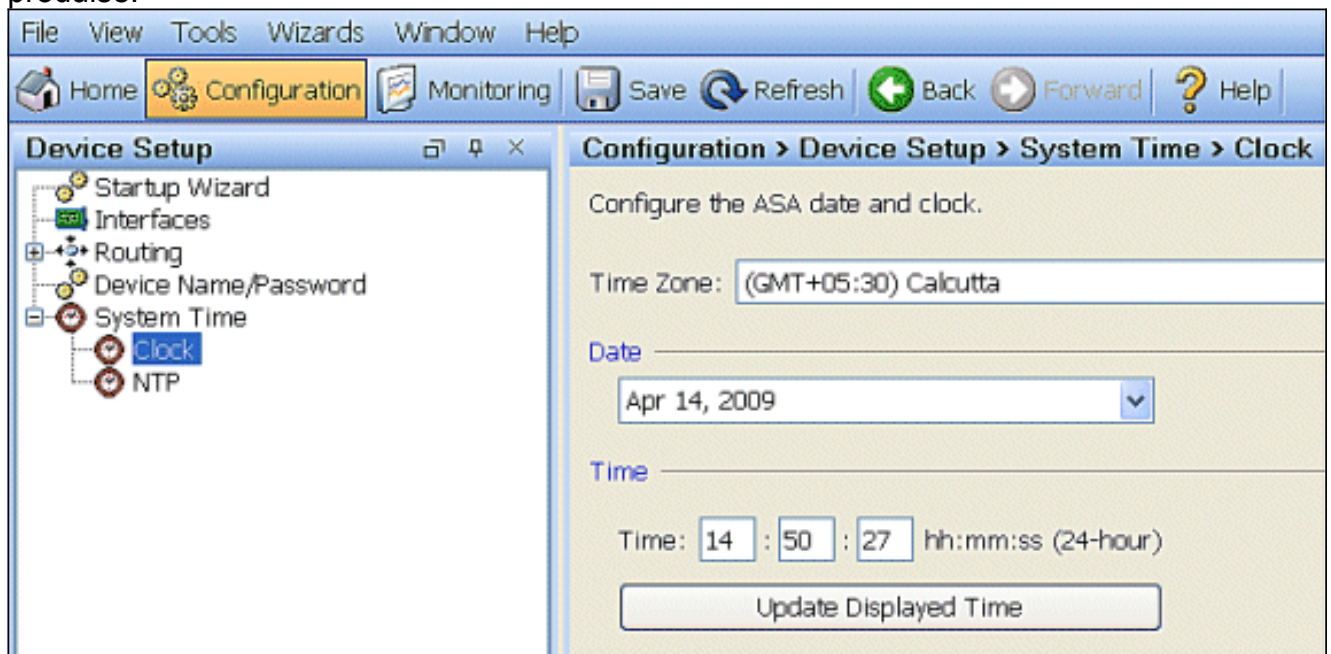 File View Tools Wizards Window Help
Home Configuration Monitoring Save Refresh Back Forward Help
Device Setup
Startup Wizard
Interfaces
Routing
Device Name/Password
System Time
Clock
NTP
Configuration > Device Setup > System Time > Clock
Configure the ASA date and clock.
Time Zone: (GMT+05:30) Calcutta
Date
Apr 14, 2009
Time
Time: 14 : 50 : 27 hh:mm:ss (24-hour)
Update Displayed Time